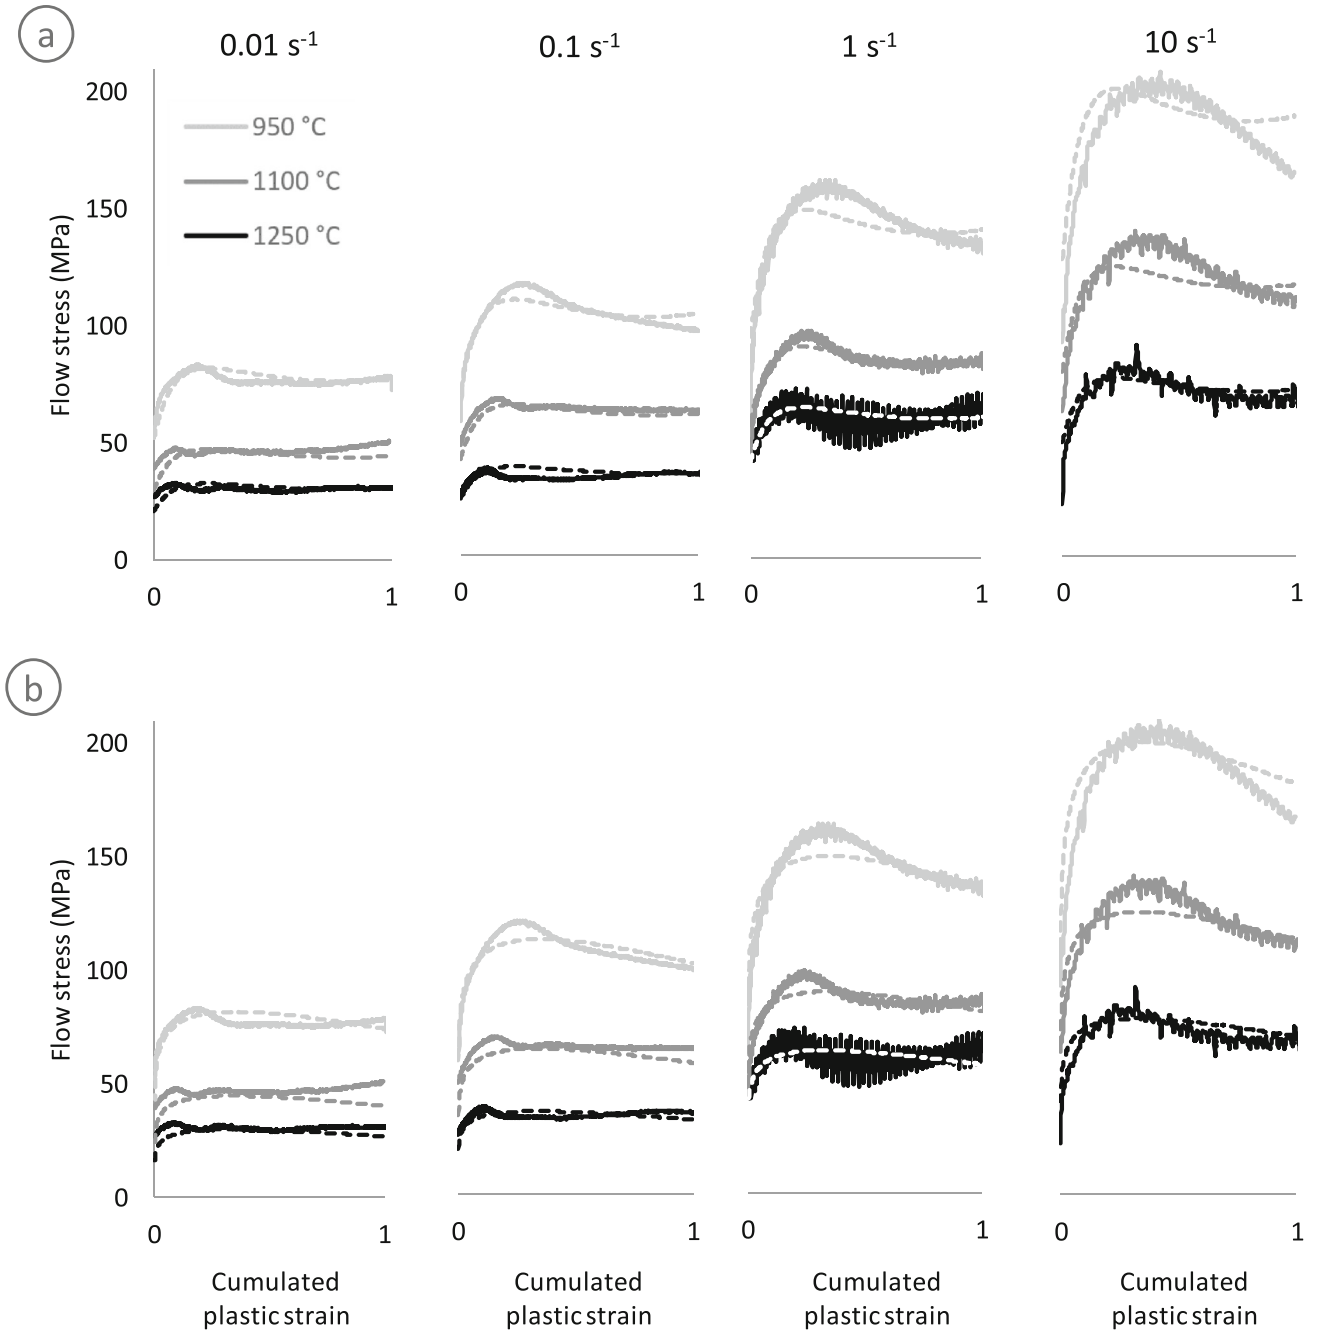 a
0.01 s-1
0.1 s-1
1 s-1
10 s-1
200
150
100
50
0
Flow stress (MPa)
950 °C
1100 °C
1250 °C
0 1
0 1
0 1
0 1
b
200
150
100
50
0
Flow stress (MPa)
0 1
0 1
0 1
0 1
Cumulated
plastic strain
Cumulated
plastic strain
Cumulated
plastic strain
Cumulated
plastic strain